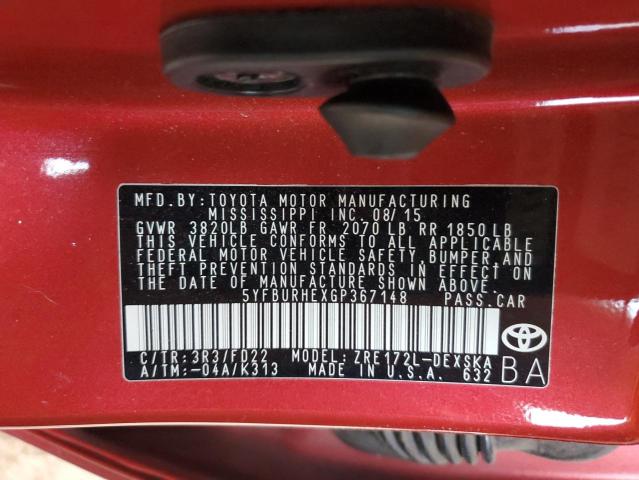 MFD. BY: TOYOTA MOTOR MANUFACTURING
MISSISSIPPI INC. 08/15
GVWR 3820LB GAWR FR 2070 LB RR 1850 LB
THIS VEHICLE CONFORMS TO ALL APPLICABLE
FEDERAL MOTOR VEHICLE SAFETY, BUMPER, AND
THEFT PREVENTION STANDARDS IN EFFECT ON
THE DATE OF MANUFACTURE SHOWN ABOVE.
5YFBURHEXGP367148 PASS. CAR
C/TR: 3R3/FD22 MODEL: ZRE172L-DEXSKA
A/TM: -04A/K313 MADE IN U.S.A. 632
BA